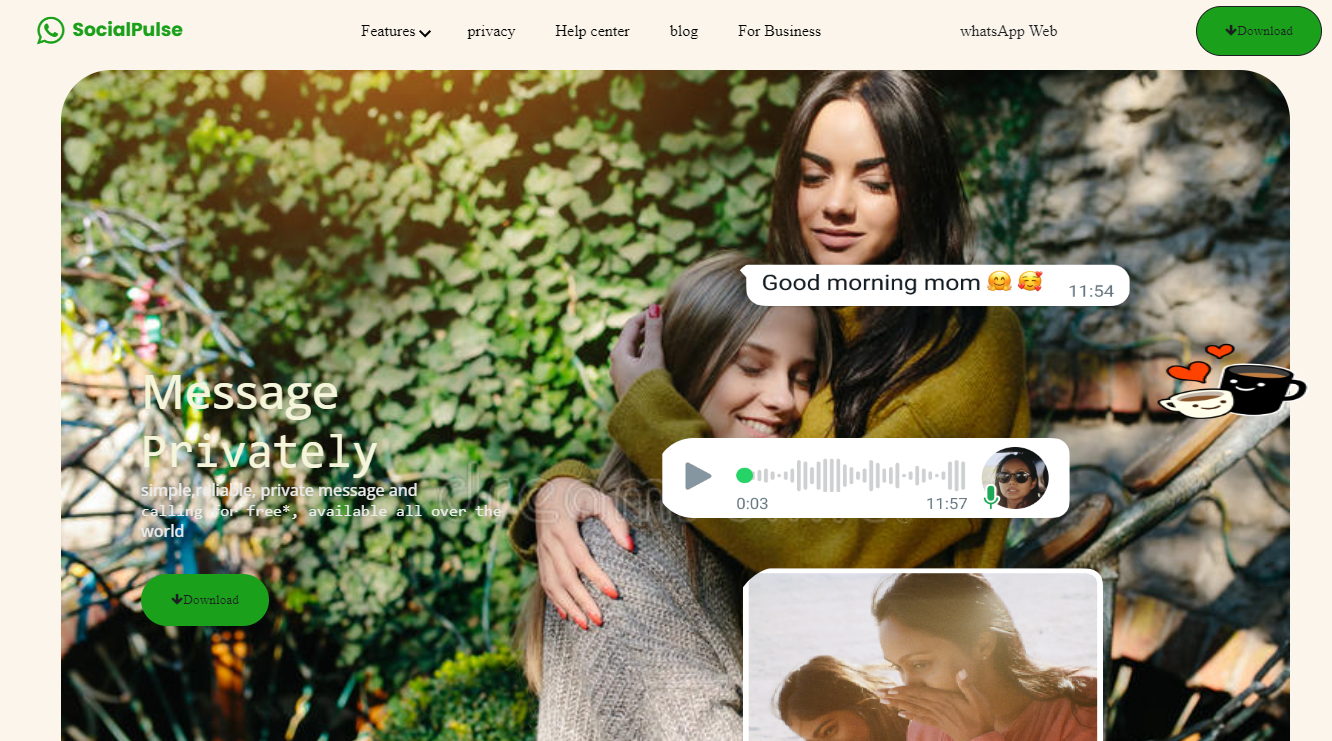 SocialPulse
Features
privacy
Help center
blog
For Business
whatsApp Web
Download
Good morning mom 🤗 🥰
11:54
Message
Privately
simple,reliable, private message and
calling for free*, available all over the
world
0:03
11:57
Download